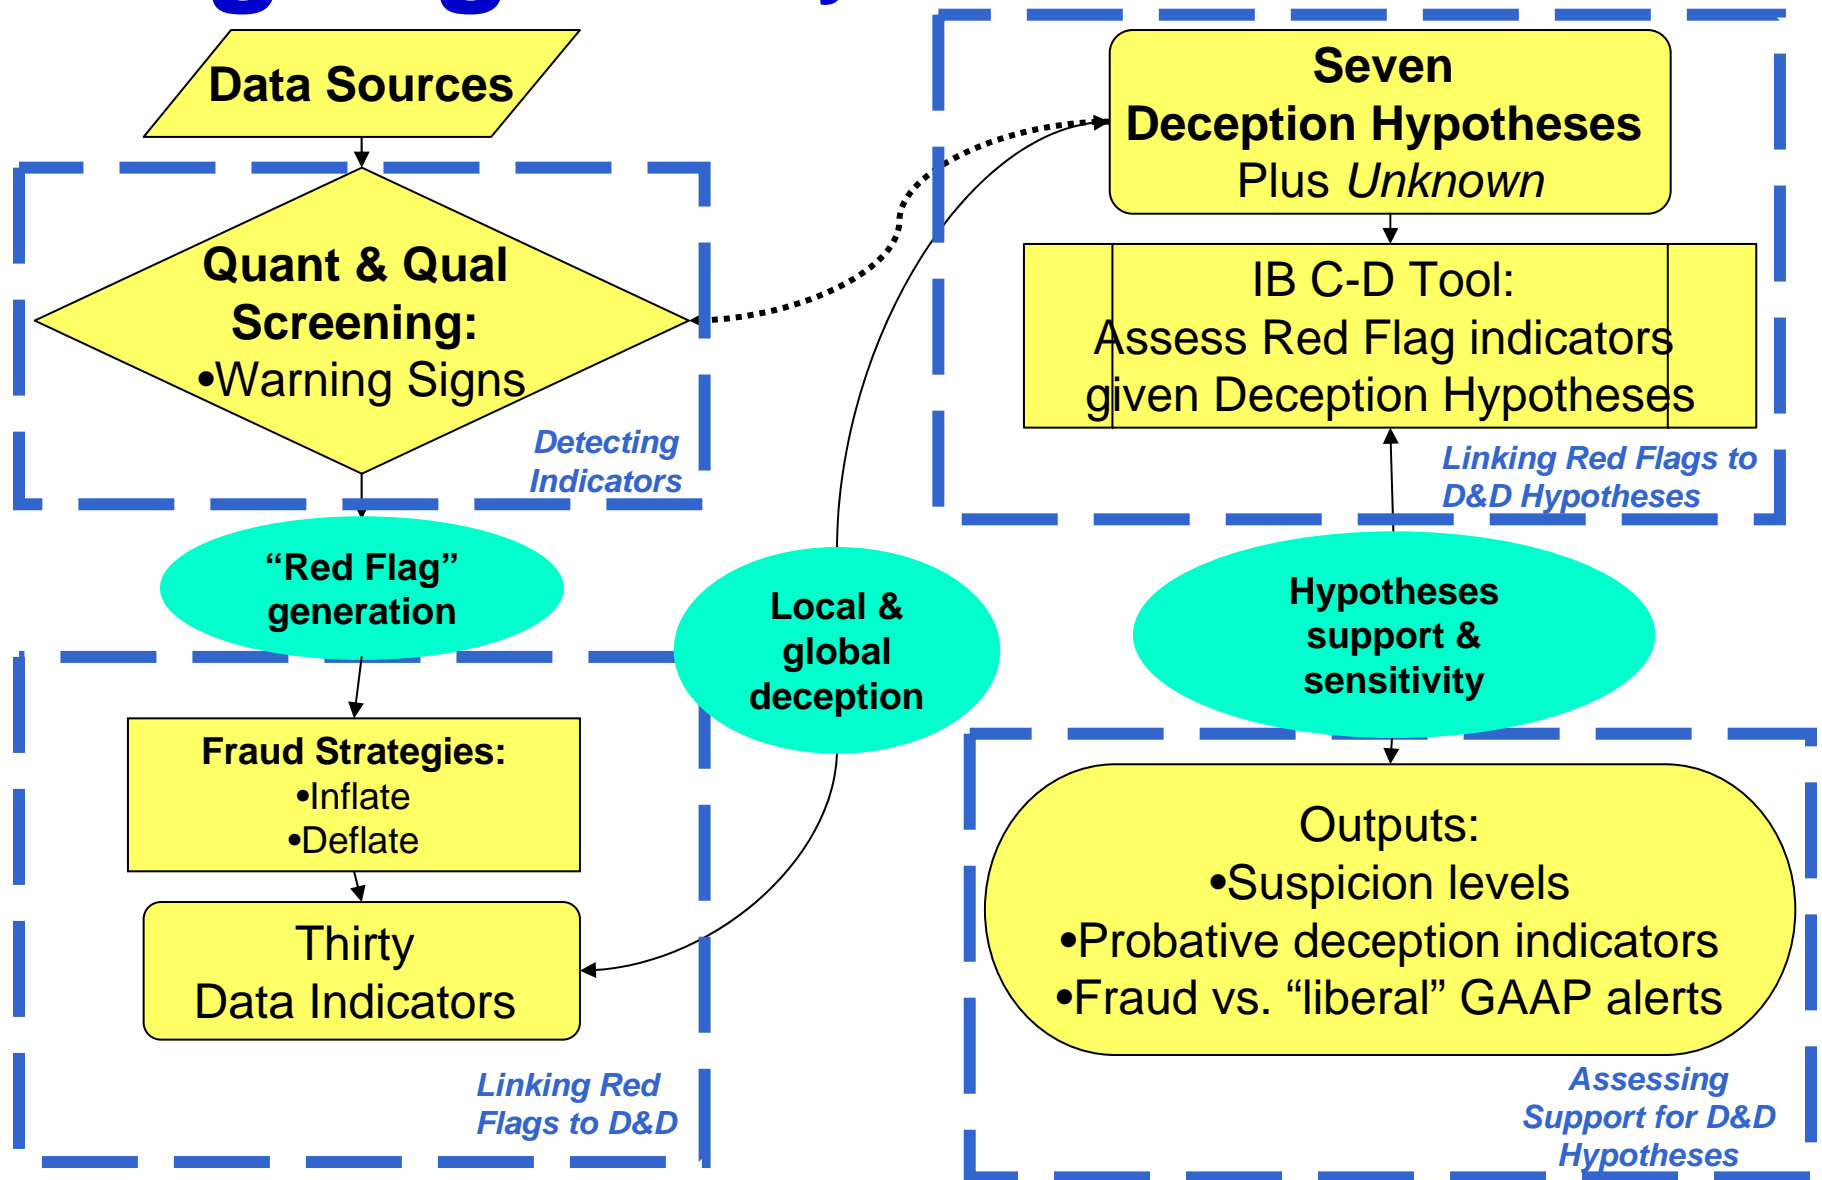 Data Sources
Quant & Qual
Screening:
•Warning Signs
Detecting
Indicators
“Red Flag”
generation
Fraud Strategies:
•Inflate
•Deflate
Thirty
Data Indicators
Linking Red
Flags to D&D
Local &
global
deception
Seven
Deception Hypotheses
Plus Unknown
IB C-D Tool:
Assess Red Flag indicators
given Deception Hypotheses
Linking Red Flags to
D&D Hypotheses
Hypotheses
support &
sensitivity
Outputs:
•Suspicion levels
•Probative deception indicators
•Fraud vs. “liberal” GAAP alerts
Assessing
Support for D&D
Hypotheses